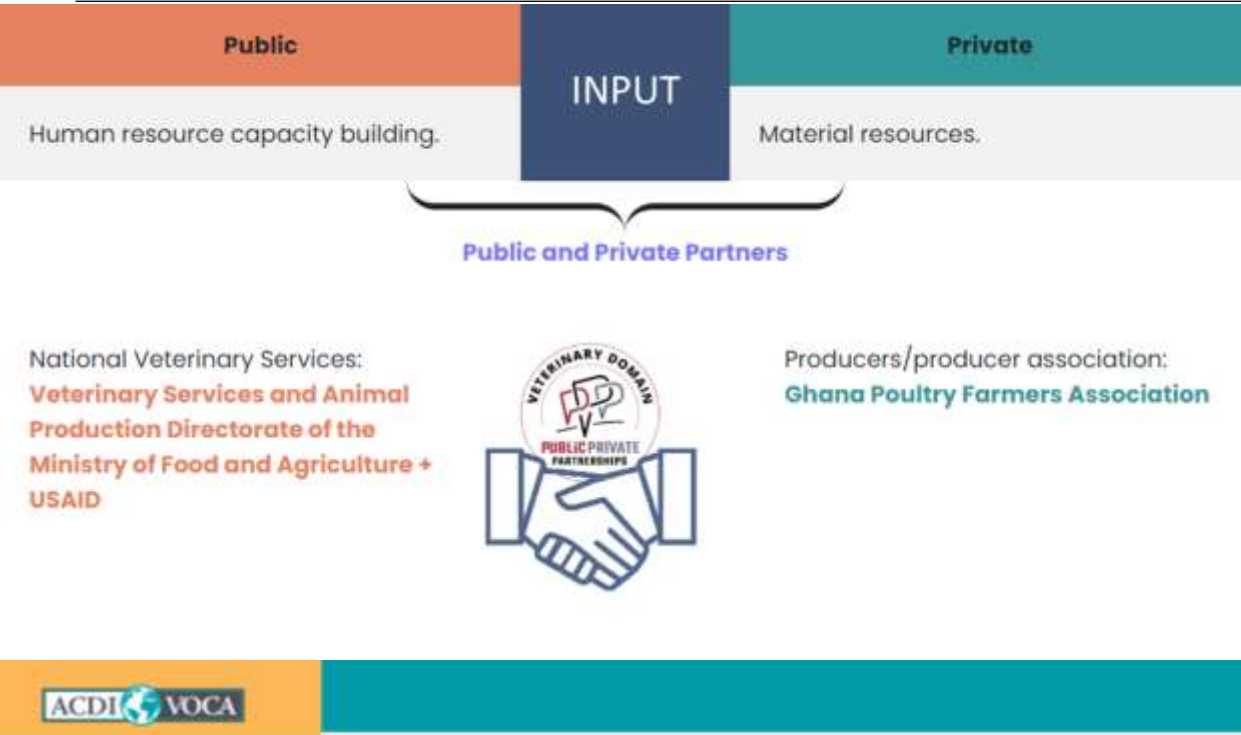 Public
INPUT
Private
Human resource capacity building.
Material resources.
Public and Private Partners
National Veterinary Services:
Veterinary Services and Animal
Production Directorate of the
Ministry of Food and Agriculture +
USAID
VETERINARY DOMAIN
PPP
PUBLIC PRIVATE
PARTNERSHIPS
Producers/producer association:
Ghana Poultry Farmers Association
ACDI VOCA